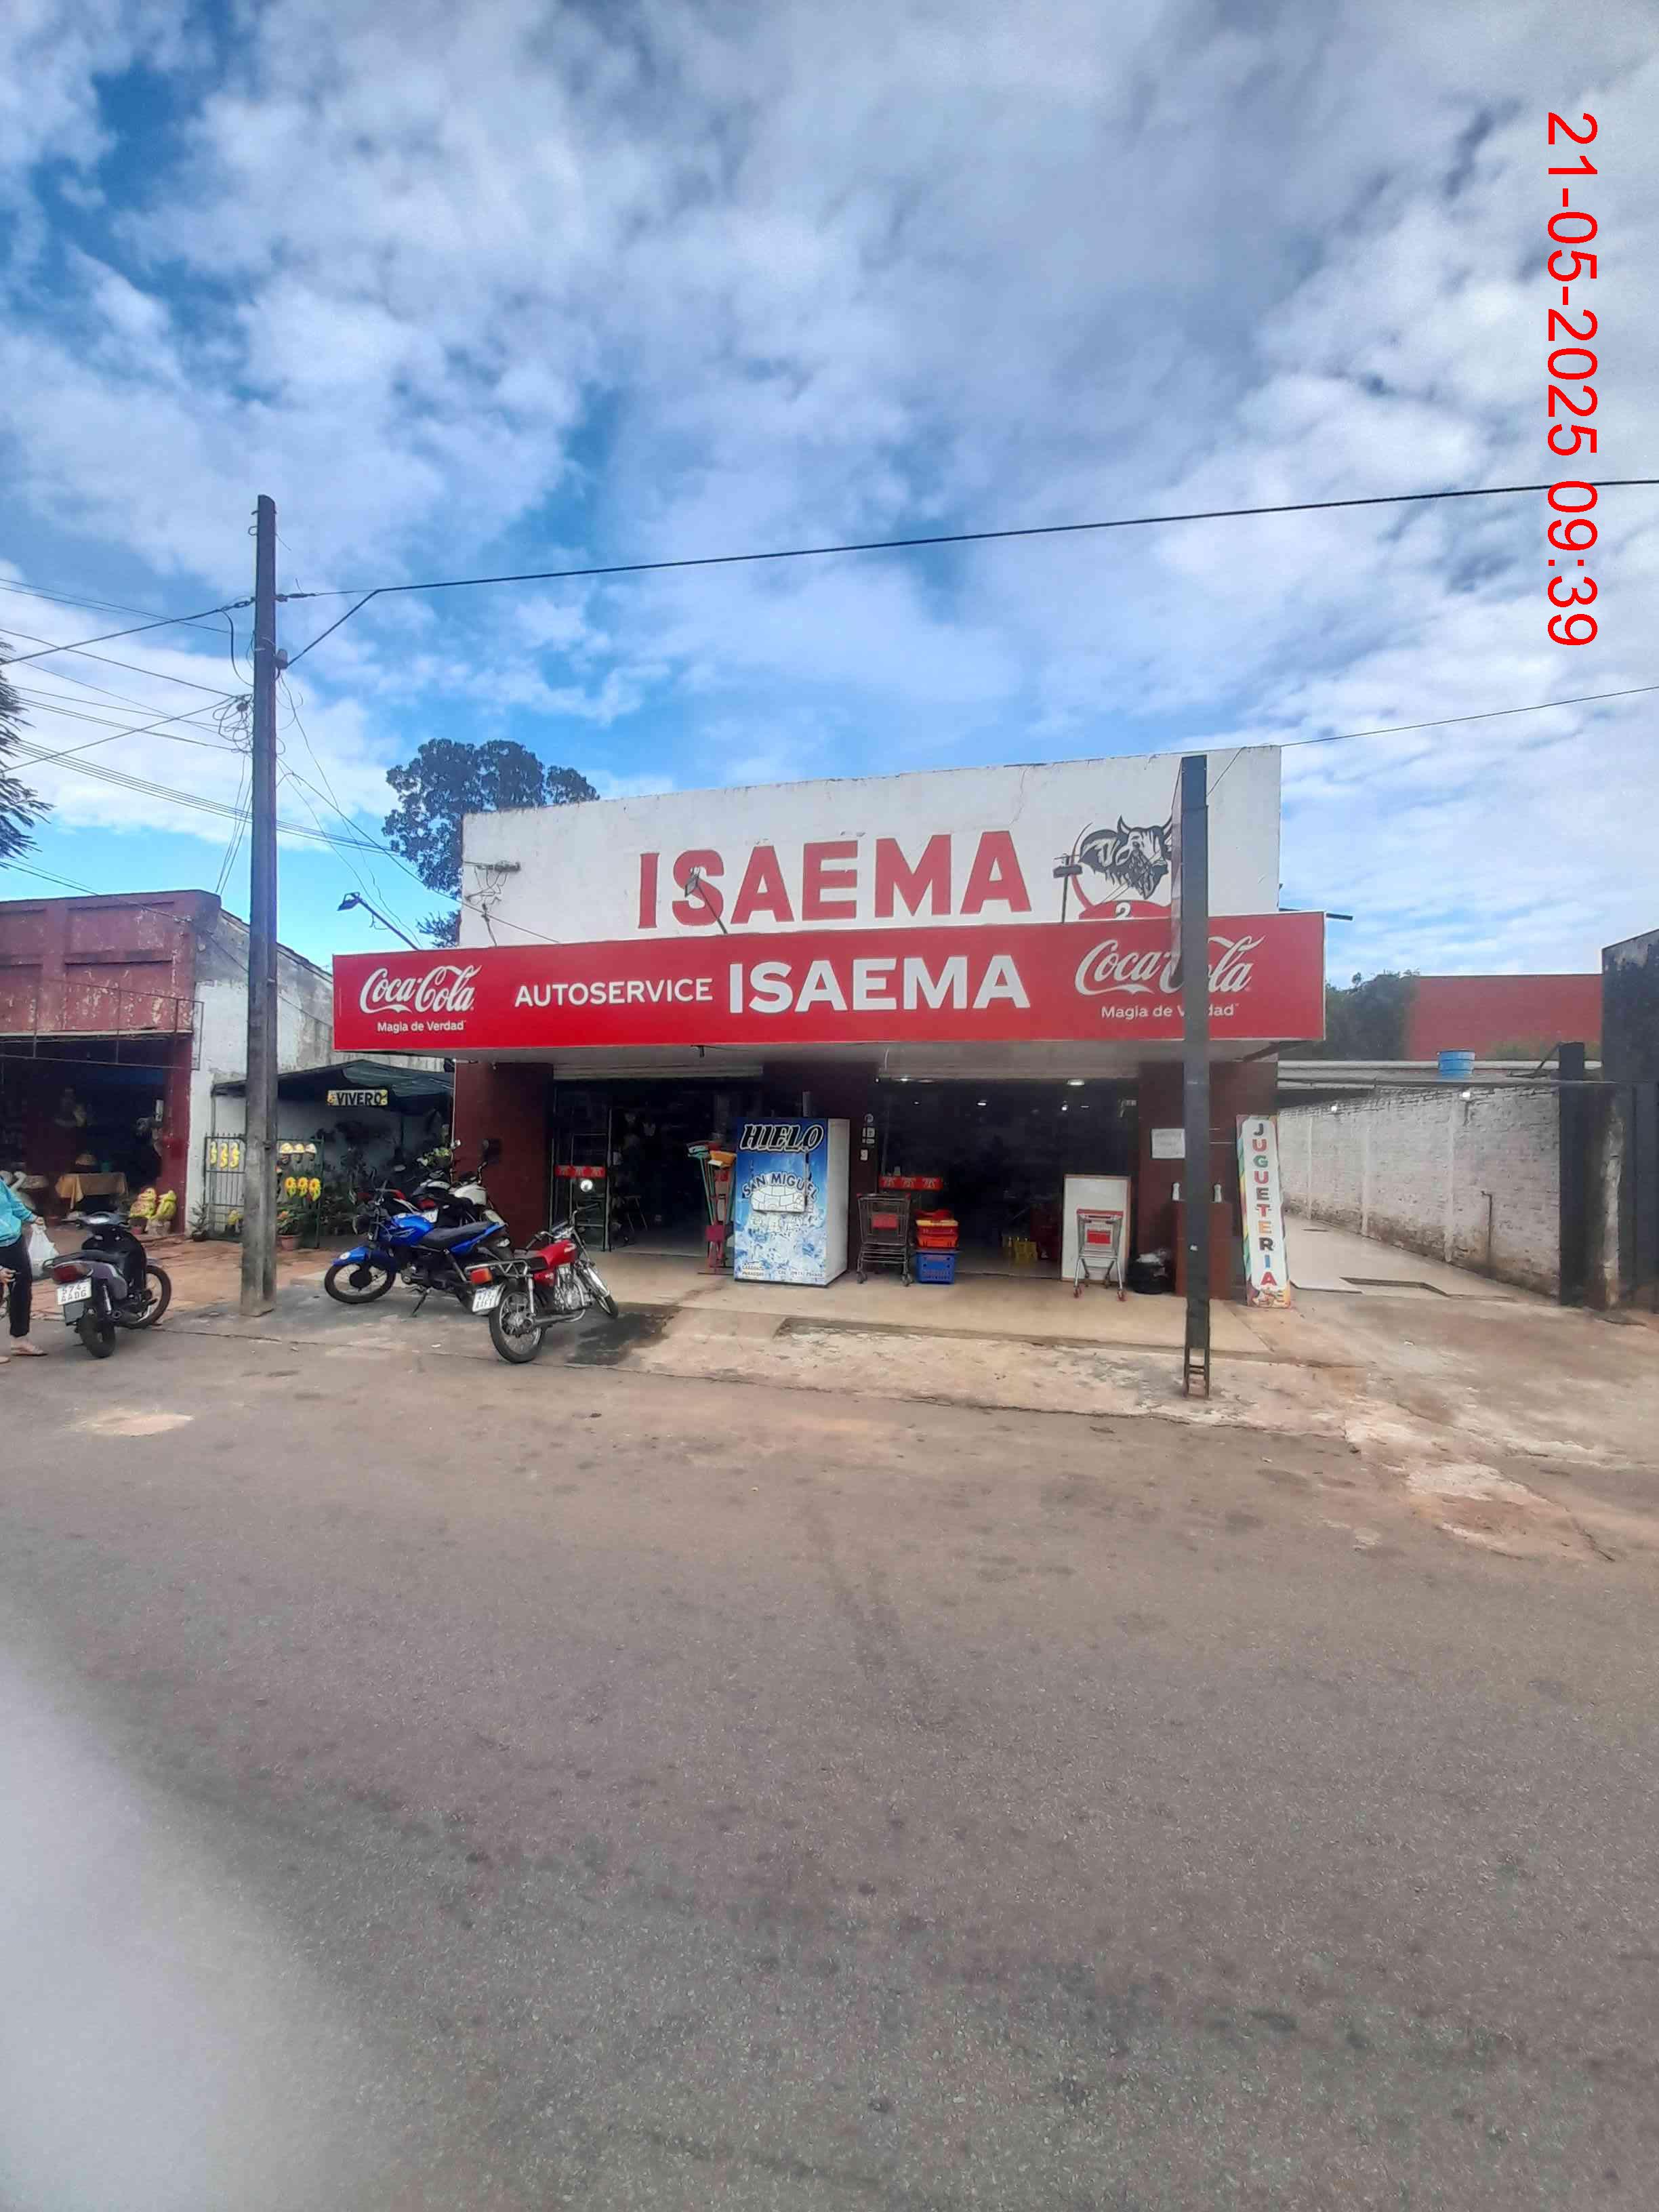 21-05-2025 09:39
ISAEMA
2
Coca-Cola
Magia de Verdad
AUTOSERVICE ISAEMA
Coca-Cola
Magia de Verdad
VIVERO
HIELO
SAN MIGUEL
JUGUETERIA